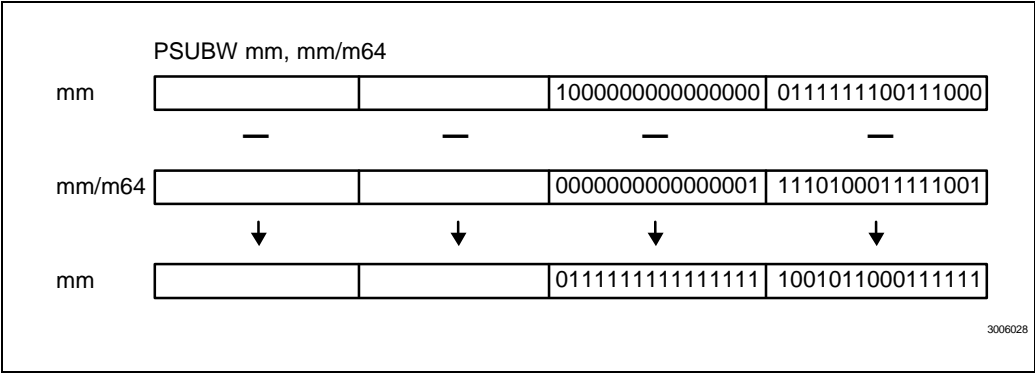 PSUBW mm, mm/m64
mm 1000000000000000 0111111100111000
— — — —
mm/m64 0000000000000001 1110100011111001
mm 0111111111111111 1001011000111111
3006028